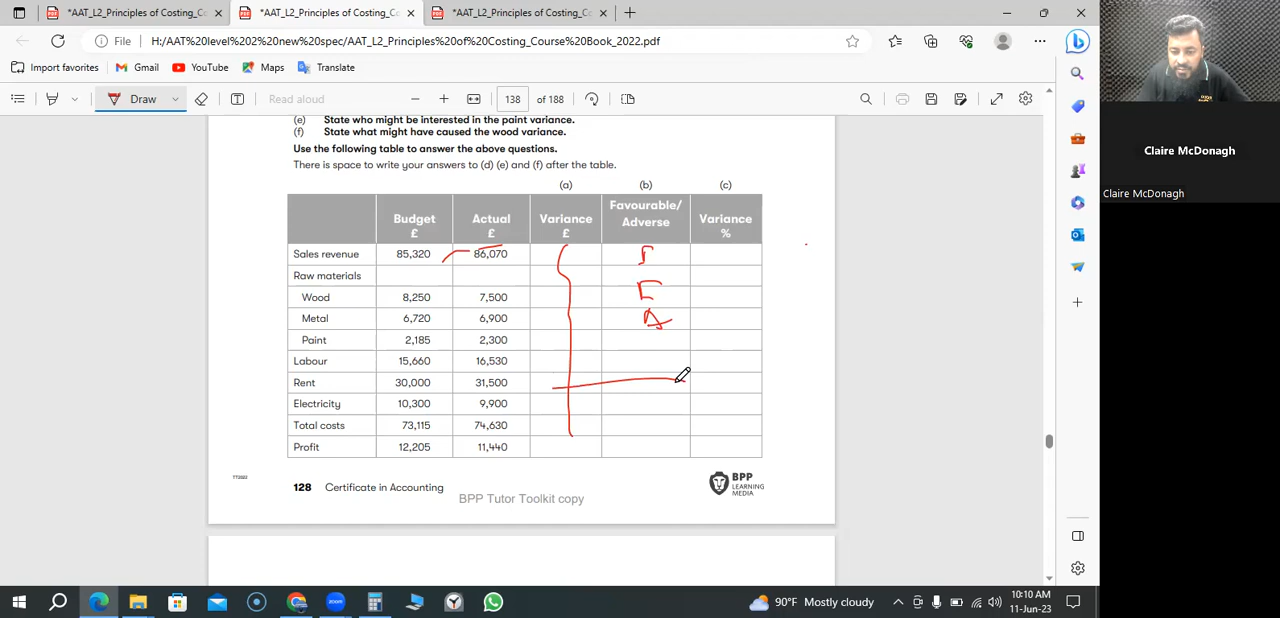 *AAT_L2_Principles of Costing_C
*AAT_L2_Principles of Costing_C
*AAT_L2_Principles of Costing_C
File
H:/AAT%20level%202%20new%20spec/AAT_L2_Principles%20of%20Costing_Course%20Book_2022.pdf
Import favorites
Gmail
YouTube
Maps
Translate
Draw
Read aloud
138 of 188
(e) State who might be interested in the paint variance.
(f) State what might have caused the wood variance.
Use the following table to answer the above questions.
There is space to write your answers to (d) (e) and (f) after the table.
(a) (b) (c)
Budget £ Actual £ Variance £ Favourable/ Adverse Variance %
Sales revenue 85,320 86,070 F
Raw materials
Wood 8,250 7,500 F
Metal 6,720 6,900 A
Paint 2,185 2,300
Labour 15,660 16,530
Rent 30,000 31,500
Electricity 10,300 9,900
Total costs 73,115 74,630
Profit 12,205 11,440
128 Certificate in Accounting
BPP Tutor Toolkit copy
BPP
LEARNING
MEDIA
Claire McDonagh
Claire McDonagh
zoom
90°F Mostly cloudy
10:10 AM
11-Jun-23